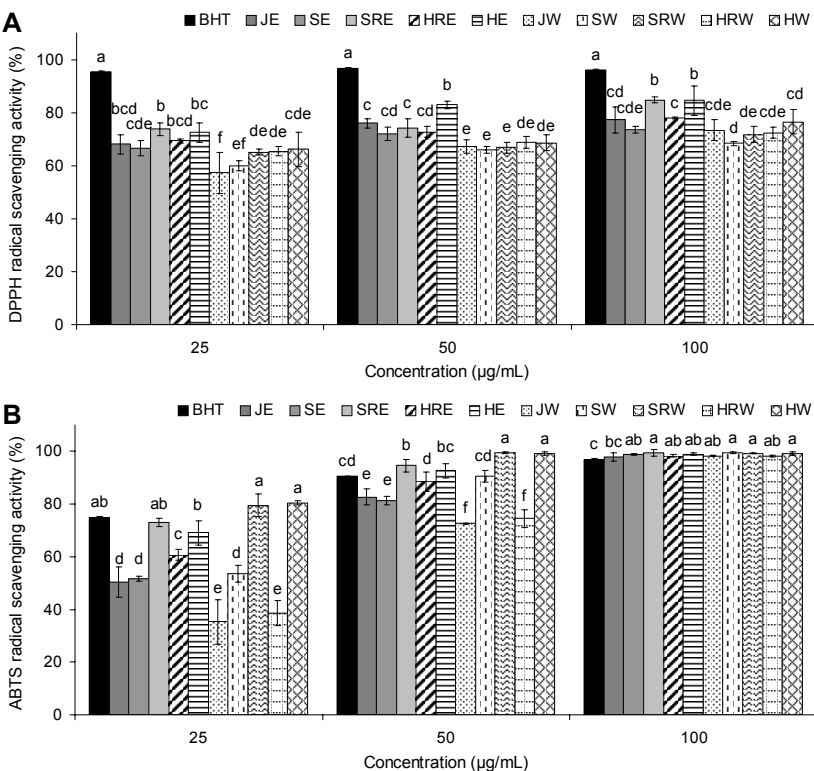 A
BHT JE SE SRE HRE HE JW SW SRW HRW HW
DPPH radical scavenging activity (%)
100
80
60
40
20
0
a bcd cde b bcd bc f ef de de cde
a c d c cd b e e e de de
a cd cde b c b cde d cde cde cd
25 50 100
Concentration (µg/mL)
B
BHT JE SE SRE HRE HE JW SW SRW HRW HW
ABTS radical scavenging activity (%)
100
80
60
40
20
0
ab d d ab c b e d a e a
cd e e b d bc f cd a f a
c bc ab a ab ab ab a a ab a
25 50 100
Concentration (µg/mL)